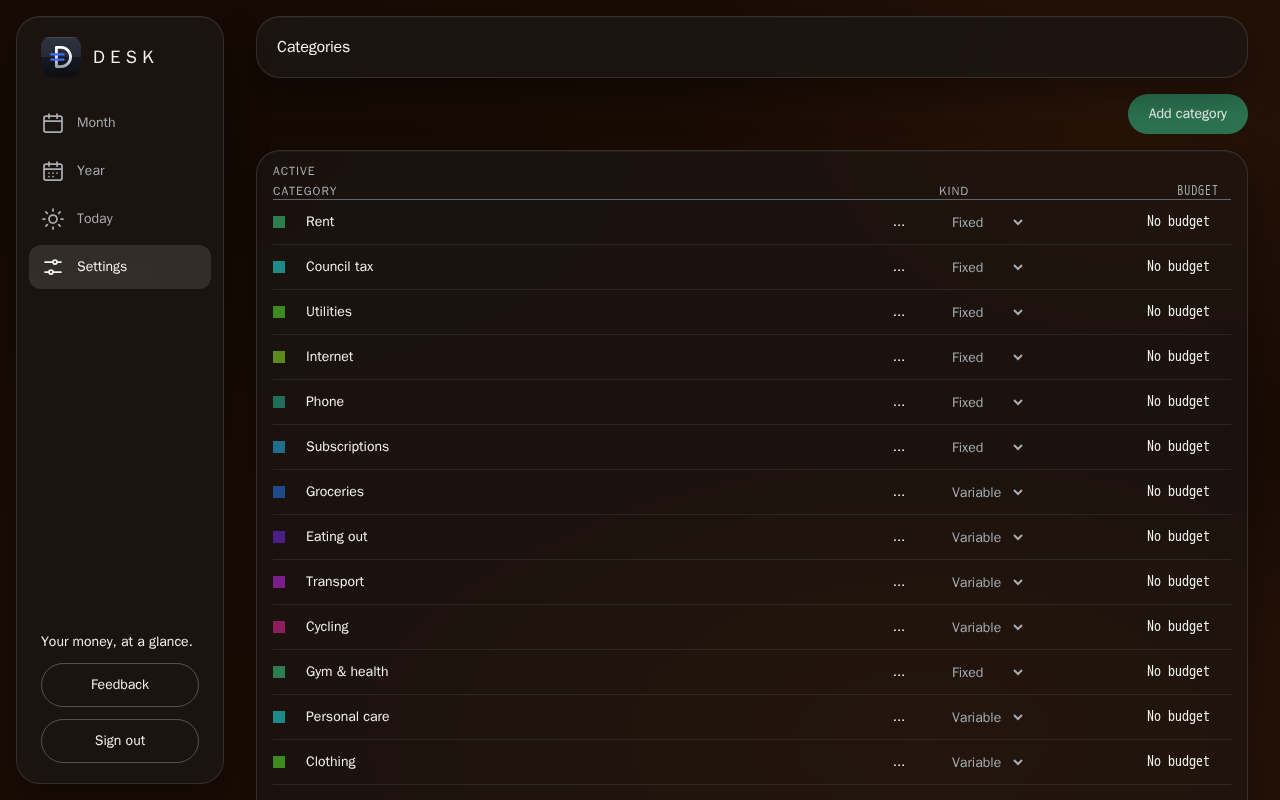 DESK
Month
Year
Today
Settings
Your money, at a glance.
Feedback
Sign out
Categories
Add category
ACTIVE
CATEGORY KIND BUDGET
Rent ... Fixed No budget
Council tax ... Fixed No budget
Utilities ... Fixed No budget
Internet ... Fixed No budget
Phone ... Fixed No budget
Subscriptions ... Fixed No budget
Groceries ... Variable No budget
Eating out ... Variable No budget
Transport ... Variable No budget
Cycling ... Variable No budget
Gym & health ... Fixed No budget
Personal care ... Variable No budget
Clothing ... Variable No budget